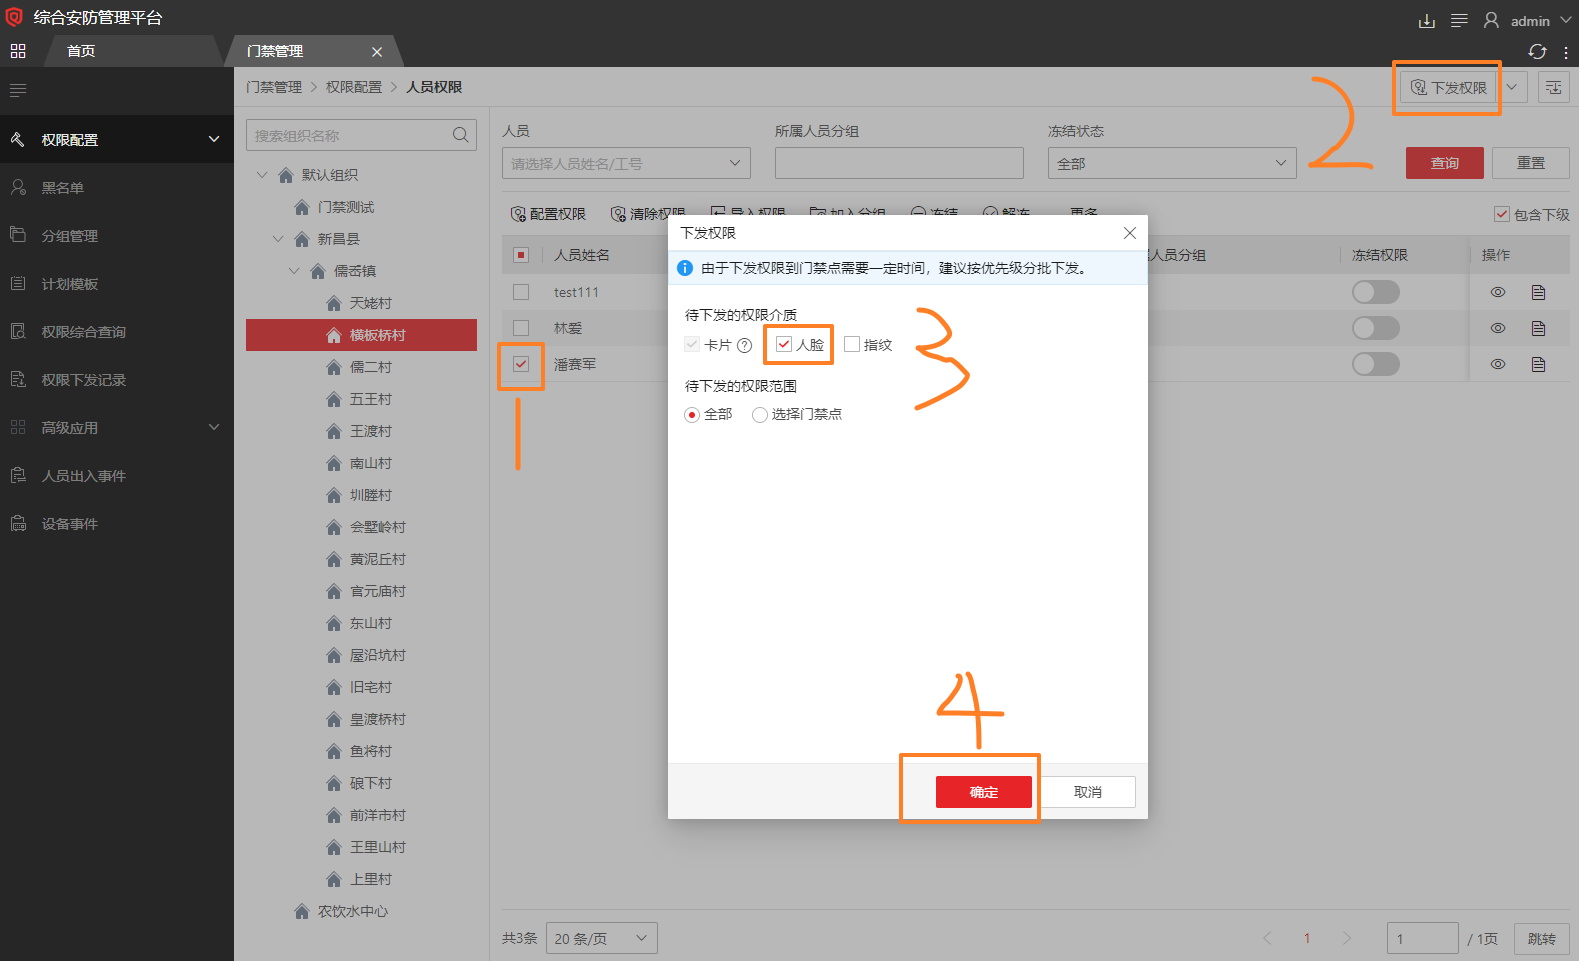 综合安防管理平台
admin
首页
门禁管理
门禁管理 > 权限配置 > 人员权限
下发权限
2
权限配置
黑名单
分组管理
计划模板
权限综合查询
权限下发记录
高级应用
人员出入事件
设备事件
搜索组织名称
默认组织
门禁测试
新昌县
儒岙镇
天姥村
横板桥村
儒二村
五王村
王渡村
南山村
圳塍村
会墅岭村
黄泥丘村
官元庙村
东山村
屋沿坑村
旧宅村
皇渡桥村
鱼将村
硠下村
前洋市村
王里山村
上里村
农饮水中心
人员
请选择人员姓名/工号
所属人员分组
冻结状态
全部
查询
重置
配置权限
清除权限
导入权限
加入分组
冻结
解冻
更多
包含下级
人员姓名
人员分组
冻结权限
操作
test111
林爱
潘赛军
1
下发权限
由于下发权限到门禁点需要一定时间，建议按优先级分批下发。
待下发的权限介质
卡片
人脸
指纹
3
待下发的权限范围
全部
选择门禁点
4
确定
取消
共3条
20 条/页
1
1
/ 1页
跳转